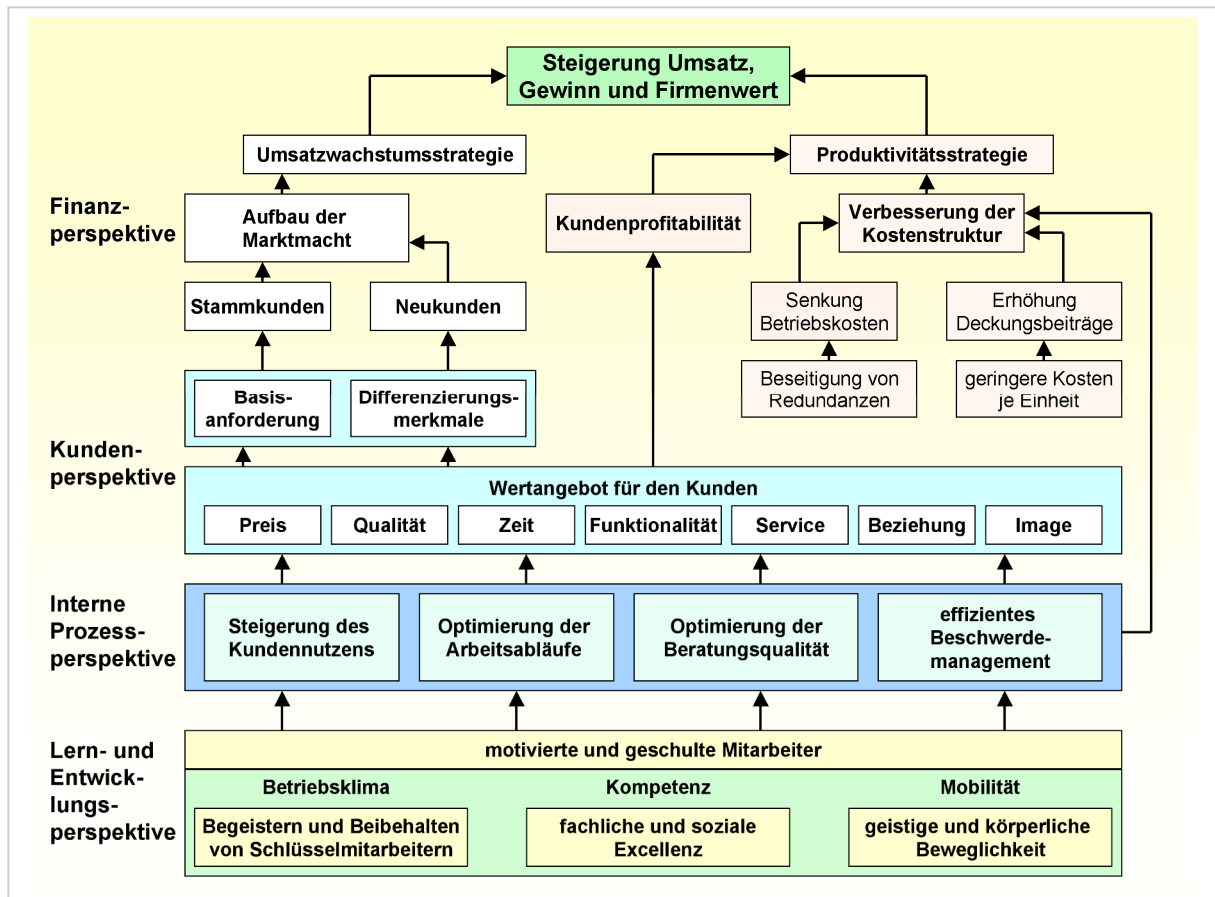 Steigerung Umsatz,
Gewinn und Firmenwert
Umsatzwachstumsstrategie
Produktivitätsstrategie
Finanz-
perspektive
Aufbau der
Marktmacht
Kundenprofitabilität
Verbesserung der
Kostenstruktur
Stammkunden
Neukunden
Senkung
Betriebskosten
Erhöhung
Deckungsbeiträge
Beseitigung von
Redundanzen
geringere Kosten
je Einheit
Kunden-
perspektive
Basis-
anforderung
Differenzierungs-
merkmale
Wertangebot für den Kunden
Preis
Qualität
Zeit
Funktionalität
Service
Beziehung
Image
Interne
Prozess-
perspektive
Steigerung des
Kundennutzens
Optimierung der
Arbeitsabläufe
Optimierung der
Beratungsqualität
effizientes
Beschwerde-
management
Lern- und
Entwick-
lungs-
perspektive
motivierte und geschulte Mitarbeiter
Betriebsklima
Kompetenz
Mobilität
Begeistern und Beibehalten
von Schlüsselmitarbeitern
fachliche und soziale
Excellenz
geistige und körperliche
Beweglichkeit